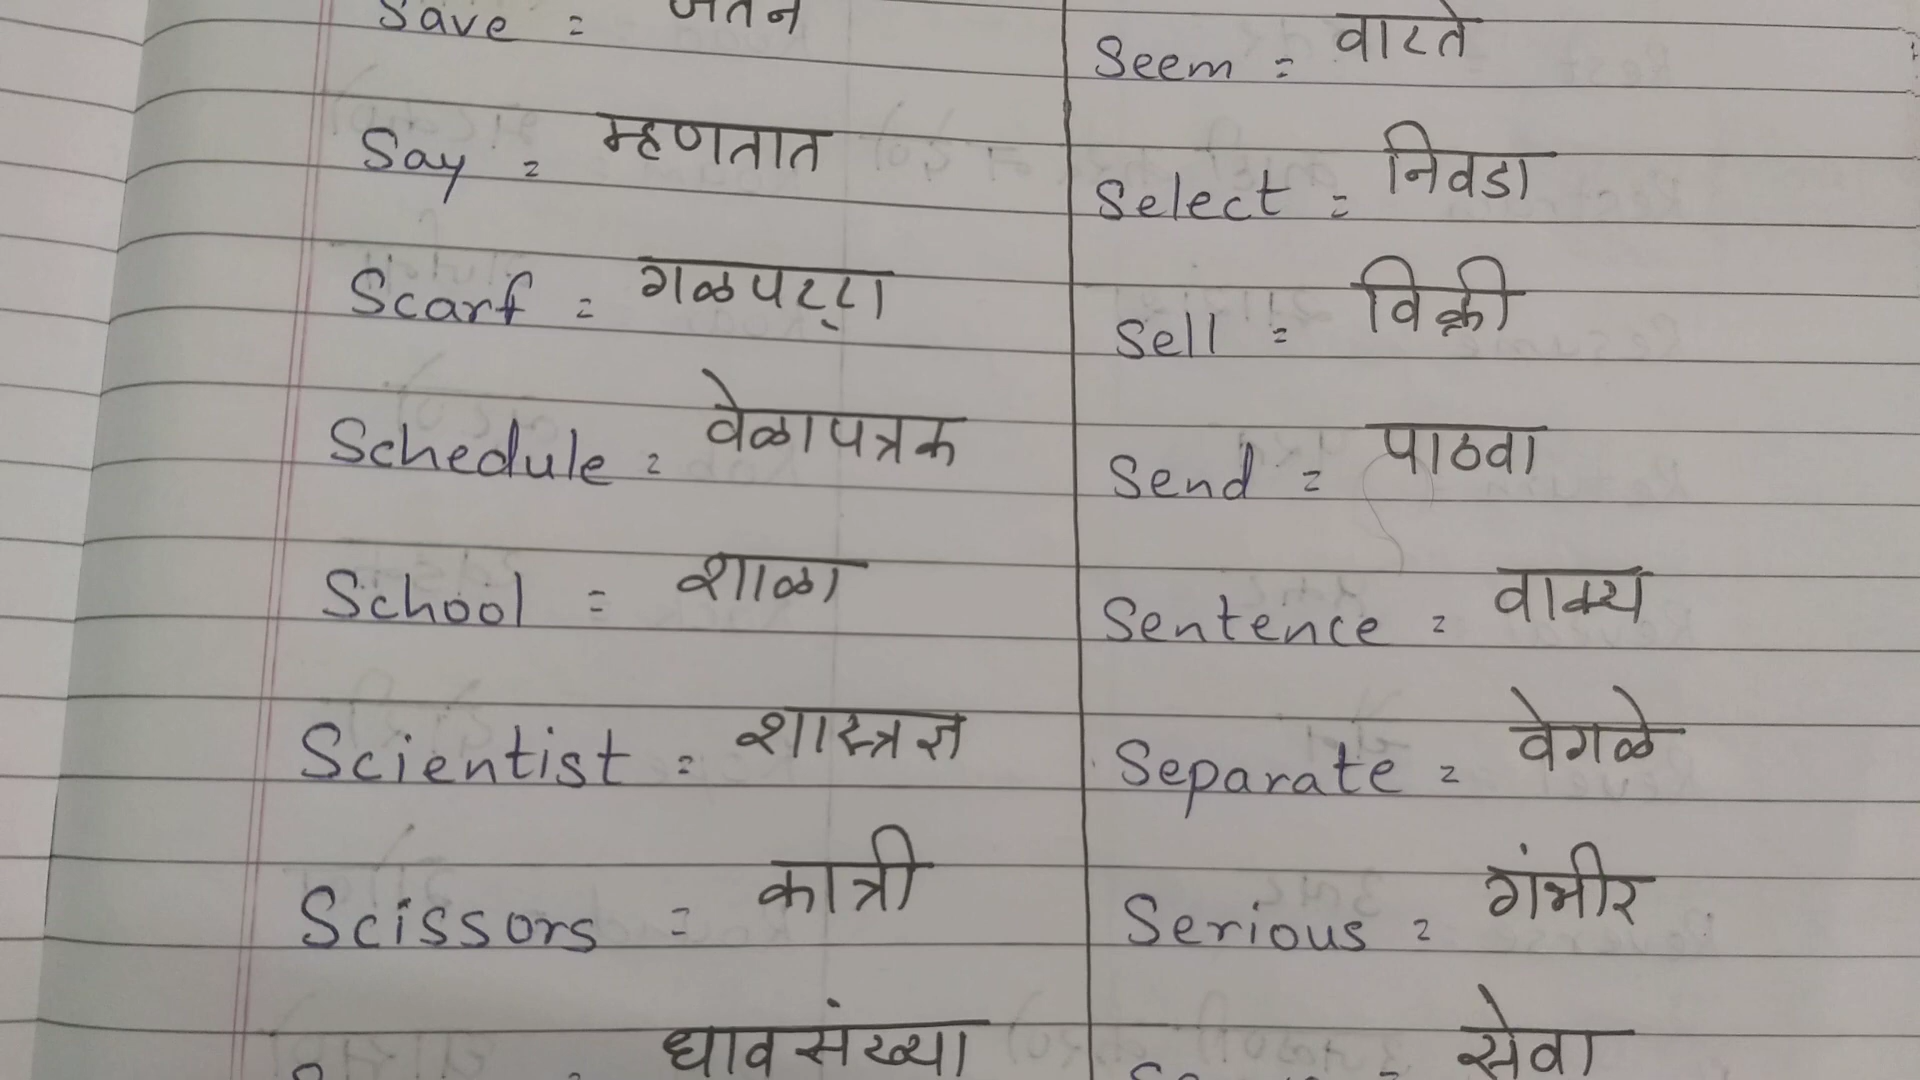 Save = जतन
Say = म्हणतात
Scarf = गळपट्टा
Schedule = वेळापत्रक
School = शाळा
Scientist = शास्त्रज्ञ
Scissors = कात्री
धावसंख्या
Seem = वाटते
Select = निवडा
Sell = विक्री
Send = पाठवा
Sentence = वाक्य
Separate = वेगळे
Serious = गंभीर
सेवा